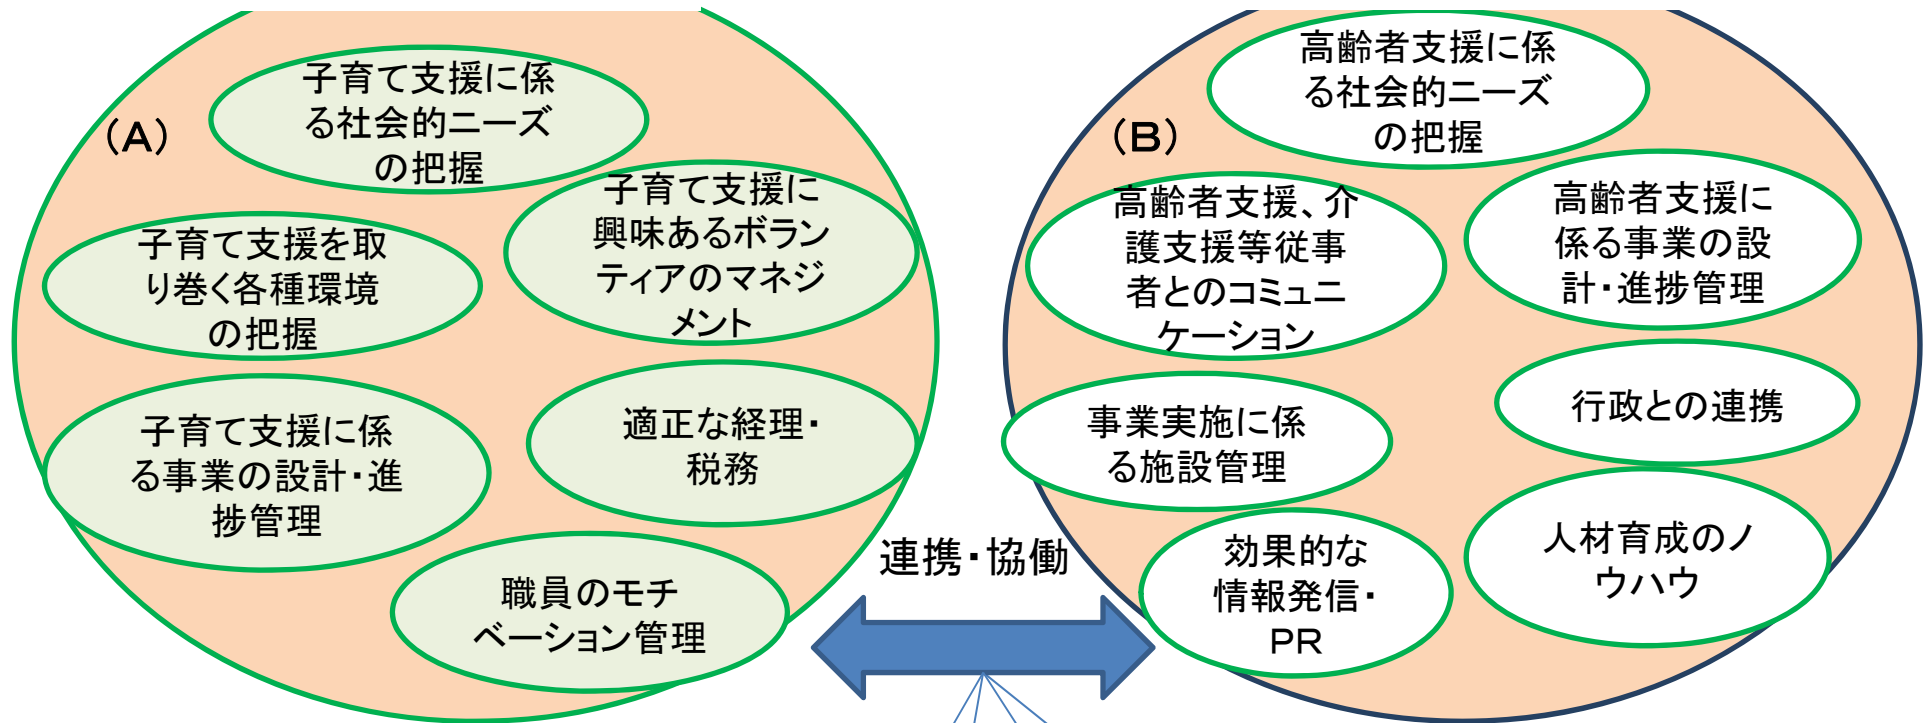 (A)
子育て支援に係
る社会的ニーズ
の把握
子育て支援に
興味あるボラン
ティアのマネジ
メント
子育て支援を取
り巻く各種環境
の把握
子育て支援に係
る事業の設計・進
捗管理
適正な経理・
税務
職員のモチ
ベーション管理
連携・協働
(B)
高齢者支援に係
る社会的ニーズ
の把握
高齢者支援、介
護支援等従事
者とのコミュニ
ケーション
高齢者支援に
係る事業の設
計・進捗管理
事業実施に係
る施設管理
行政との連携
効果的な
情報発信・
PR
人材育成のノ
ウハウ